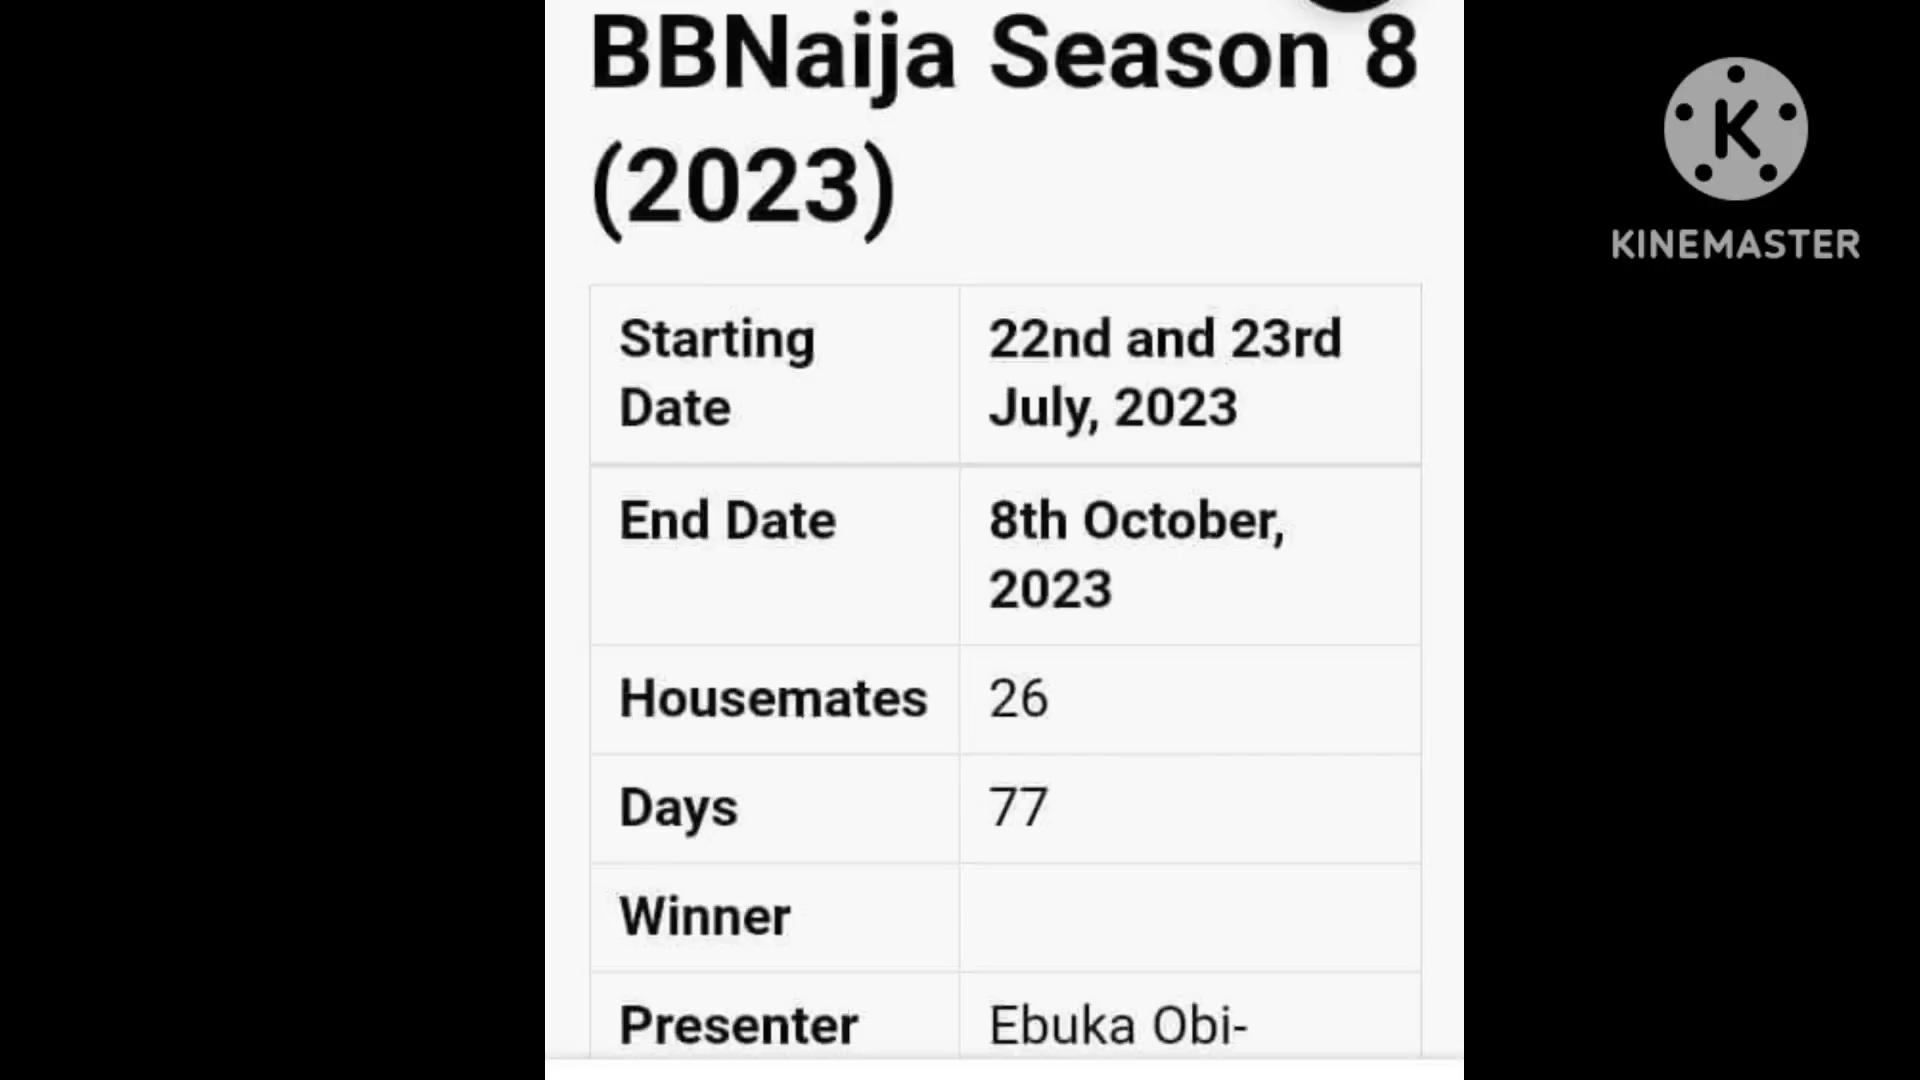 BBNaija Season 8
(2023)
Starting
Date
22nd and 23rd
July, 2023
End Date
8th October,
2023
Housemates
26
Days
77
Winner
Presenter
Ebuka Obi-
K
KINEMASTER